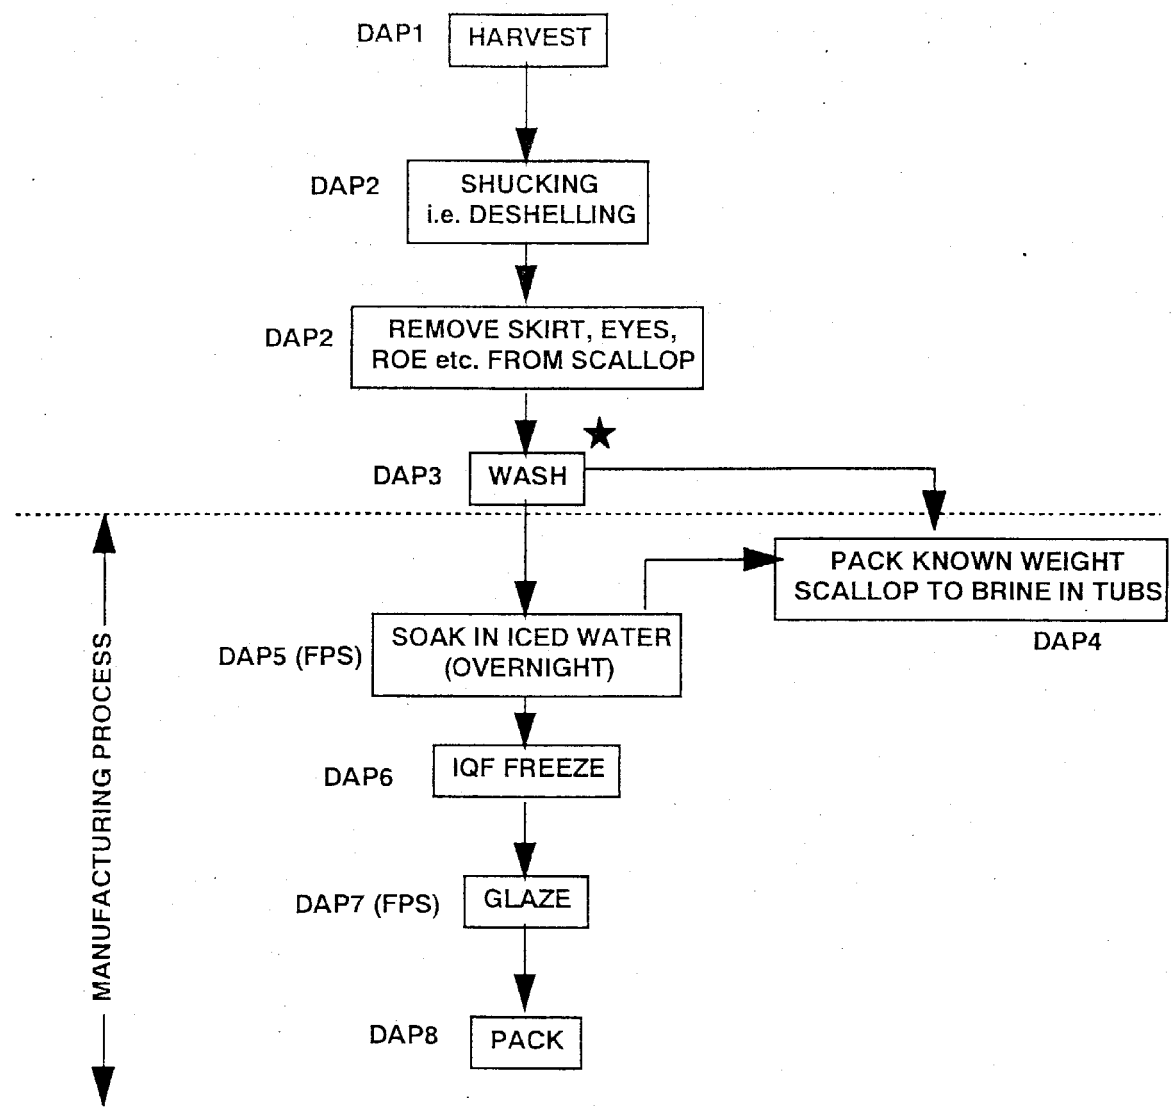 DAP1
HARVEST
DAP2
SHUCKING
i.e. DESHELLING
DAP2
REMOVE SKIRT, EYES,
ROE etc. FROM SCALLOP
DAP3
WASH
PACK KNOWN WEIGHT
SCALLOP TO BRINE IN TUBS
DAP4
MANUFACTURING PROCESS
DAP5 (FPS)
SOAK IN ICED WATER
(OVERNIGHT)
DAP6
IQF FREEZE
DAP7 (FPS)
GLAZE
DAP8
PACK